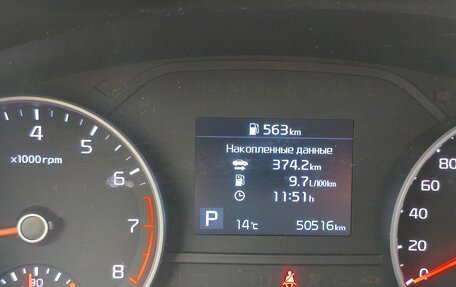 563km
Накопленные данные
374.2km
9.7L/100km
11:51h
P 14°C 50516km
4 5 6 7 8
x1000rpm
80
60
40
20
0